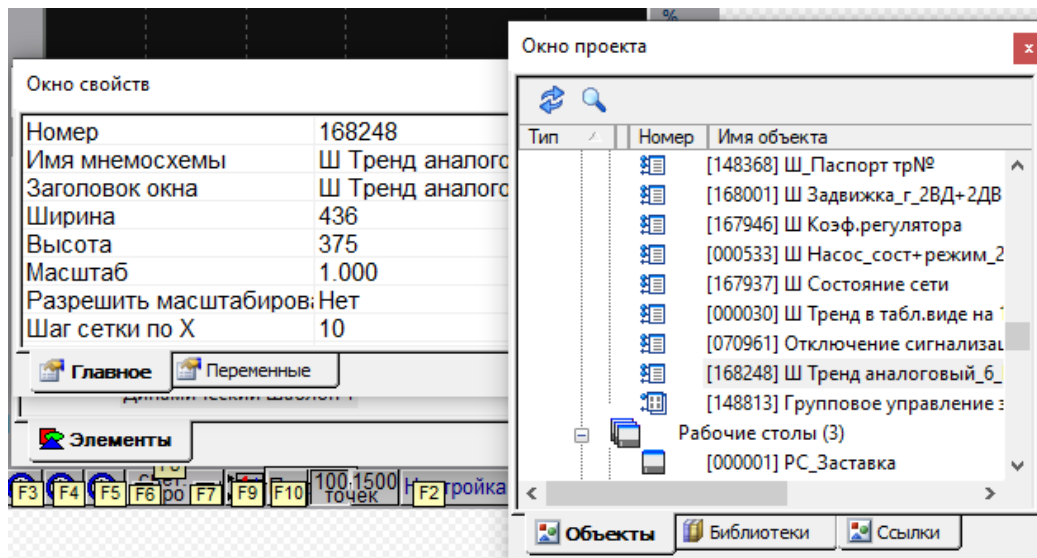 %
Окно проекта
x
Тип Номер Имя объекта
[148368] Ш_Паспорт тр№
[168001] Ш Задвижка_г_2ВД+2ДВ
[167946] Ш Коэф.регулятора
[000533] Ш Насос_сост+режим_2
[167937] Ш Состояние сети
[000030] Ш Тренд в табл.виде на
[070961] Отключение сигнализац
[168248] Ш Тренд аналоговый_6_
[148813] Групповое управление з
Рабочие столы (3)
[000001] РС_Заставка
Объекты Библиотеки Ссылки
Окно свойств
Номер 168248
Имя мнемосхемы Ш Тренд аналого
Заголовок окна Ш Тренд аналого
Ширина 436
Высота 375
Масштаб 1.000
Разрешить масштабирова Нет
Шаг сетки по X 10
Главное Переменные
Элементы
F3 F4 F5 F6 F7 F9 F10 100,1500 точек F2 тройка